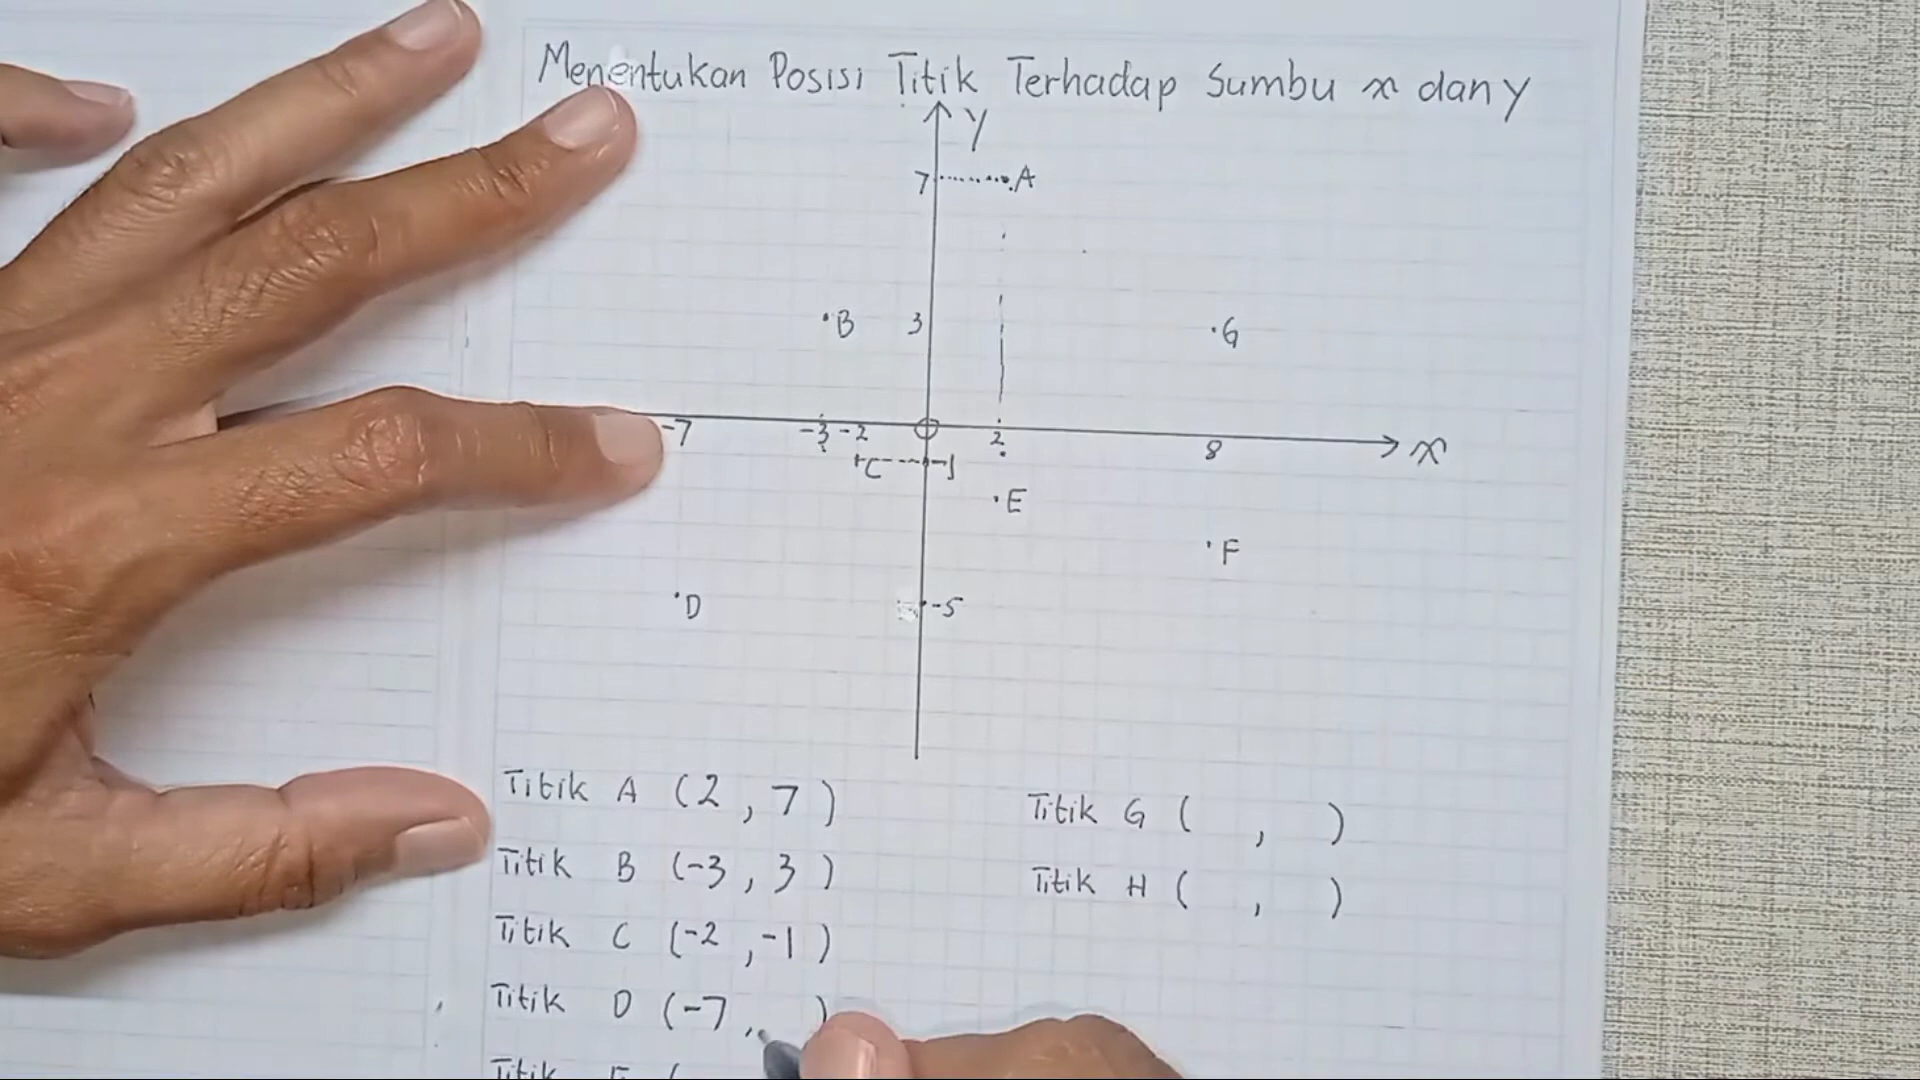 Menentukan Posisi Titik Terhadap Sumbu x dan y
Y
7 A
B 3 G
-7 -3 -2 2 8 x
C -1
E
F
D -5
Titik A (2 , 7)
Titik B (-3 , 3)
Titik C (-2 , -1)
Titik D (-7 , )
Titik E (
Titik G ( , )
Titik H ( , )